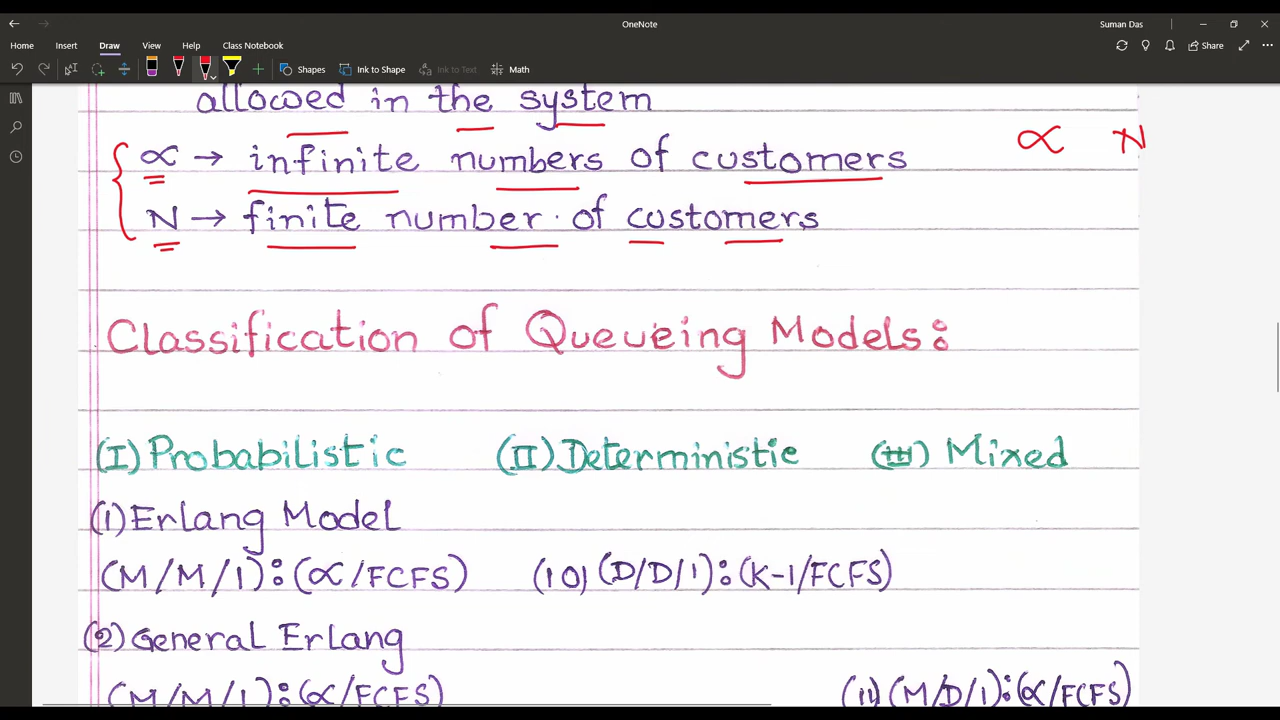 OneNote
Suman Das
Home Insert Draw View Help Class Notebook
Share
Shapes Ink to Shape Ink to Text Math
allowed in the system
∝ → infinite numbers of customers ∝ N
N → finite number of customers
Classification of Queueing Models:
(I) Probabilistic (II) Deterministic (III) Mixed
(1) Erlang Model
(M/M/1):(∝/FCFS) (10) (D/D/1):(K-1/FCFS)
(2) General Erlang
(M/M/1):(∝/FCFS) (11) (M/D/1):(∝/FCFS)